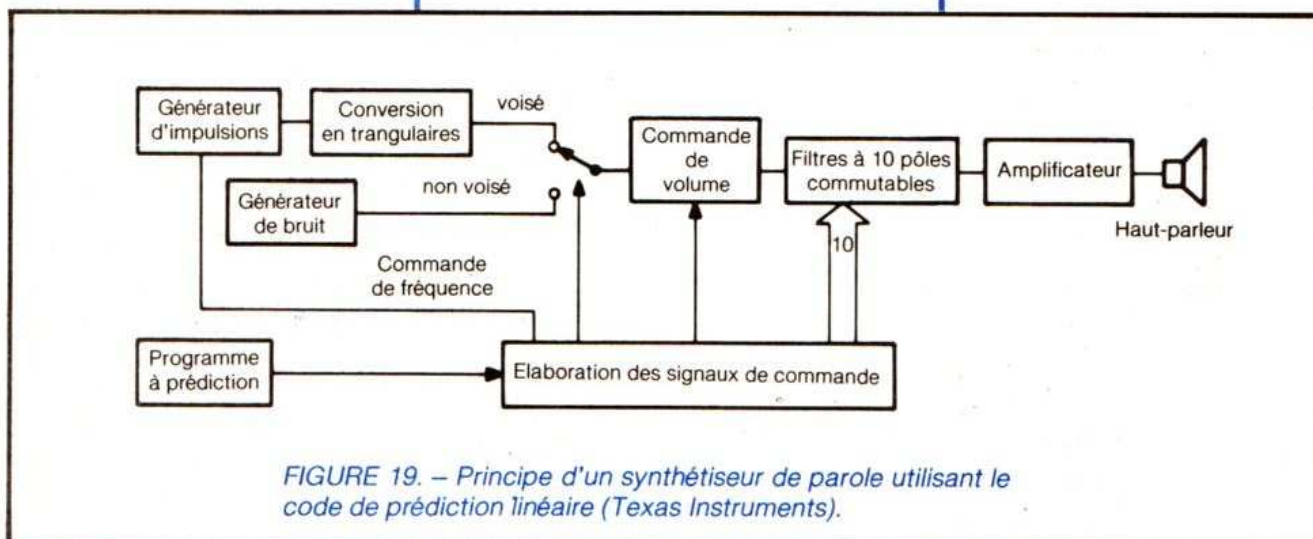 Générateur
d'impulsions
Conversion
en trangulaires
voisé
Commande
de
volume
Filtres à 10 pôles
commutables
Amplificateur
Haut-parleur
non voisé
Générateur
de bruit
Commande
de fréquence
10
Programme
à prédiction
Elaboration des signaux de commande
FIGURE 19. – Principe d'un synthétiseur de parole utilisant le
code de prédiction linéaire (Texas Instruments).